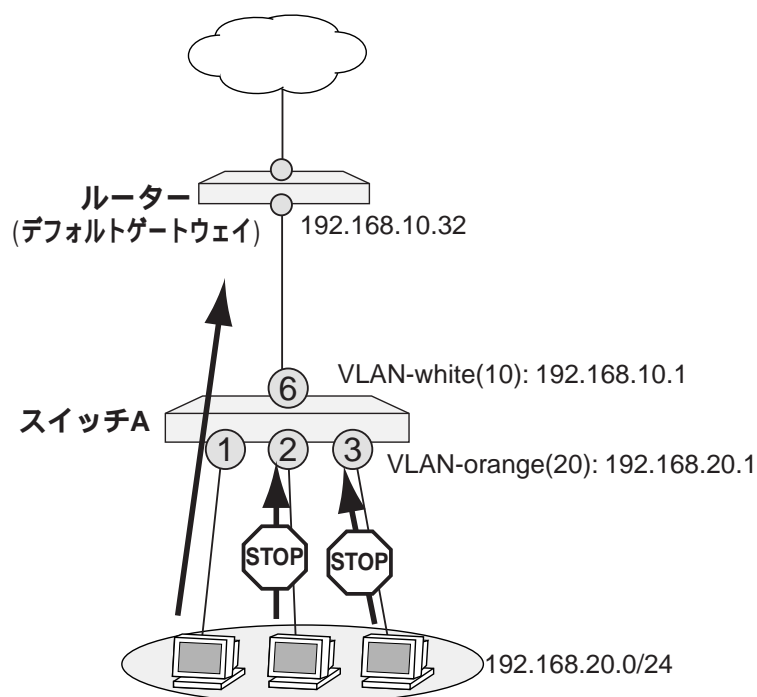 ルーター
(デフォルトゲートウェイ)
192.168.10.32
6
VLAN-white(10): 192.168.10.1
スイッチA
1
2
3
VLAN-orange(20): 192.168.20.1
STOP
STOP
192.168.20.0/24